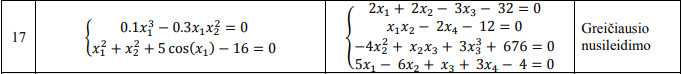 17
0.1x₁³ − 0.3x₁x₂² = 0
x₁² + x₂² + 5 cos(x₁) − 16 = 0
2x₁ + 2x₂ − 3x₃ − 32 = 0
x₁x₂ − 2x₄ − 12 = 0
−4x₂² + x₂x₃ + 3x₃³ + 676 = 0
5x₁ − 6x₂ + x₃ + 3x₄ − 4 = 0
Greičiausio
nusileidimo